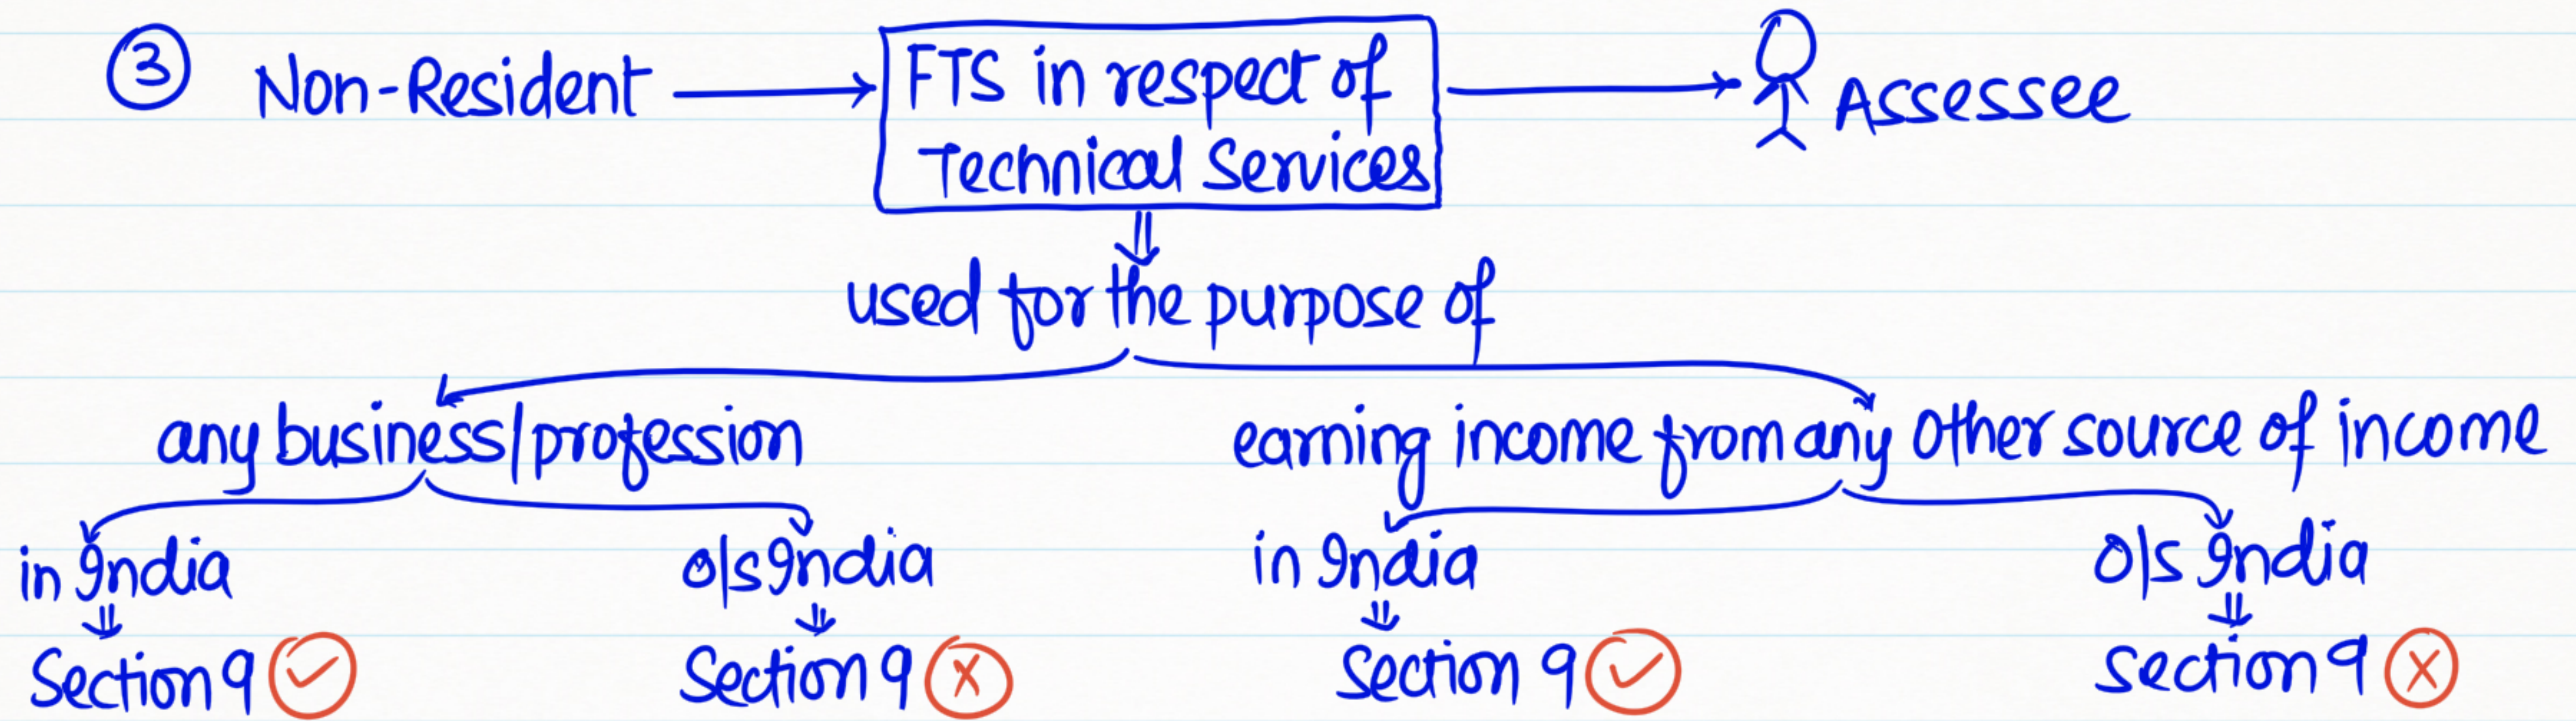 3 Non-Resident FTS in respect of Assessee
Technical Services
used for the purpose of
any business/profession earning income from any other source of income
in India o/s India in India o/s India
Section 9 Section 9 Section 9 Section 9